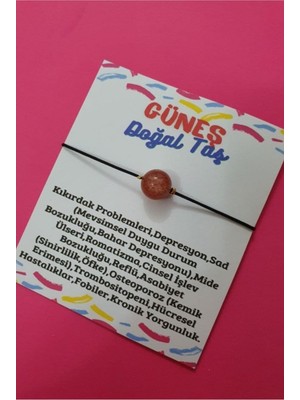 GÜNEŞ
Doğal Taş
Kıkırdak Problemleri,Depresyon,Sad
(Mevsimsel Duygu Durum
Bozukluğu,Bahar Depresyonu),Mide
Ülseri,Romatizma,Cinsel İşlev
Bozukluğu,Reflü,Asabiyet
(Sinirlilik,Öfke),Osteoporoz (Kemik
Erimesi),Trombositopeni,Hücresel
Hastalıklar,Fobiler,Kronik Yorgunluk.